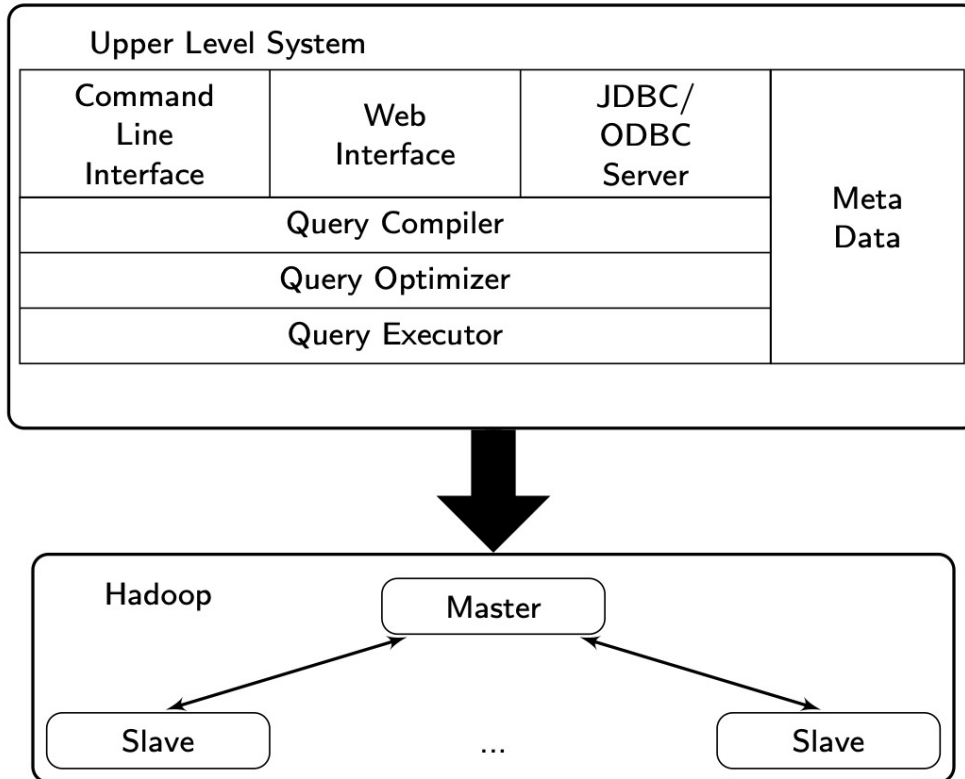 Upper Level System
Command
Line
Interface
Web
Interface
JDBC/
ODBC
Server
Meta
Data
Query Compiler
Query Optimizer
Query Executor
Hadoop
Master
Slave
...
Slave